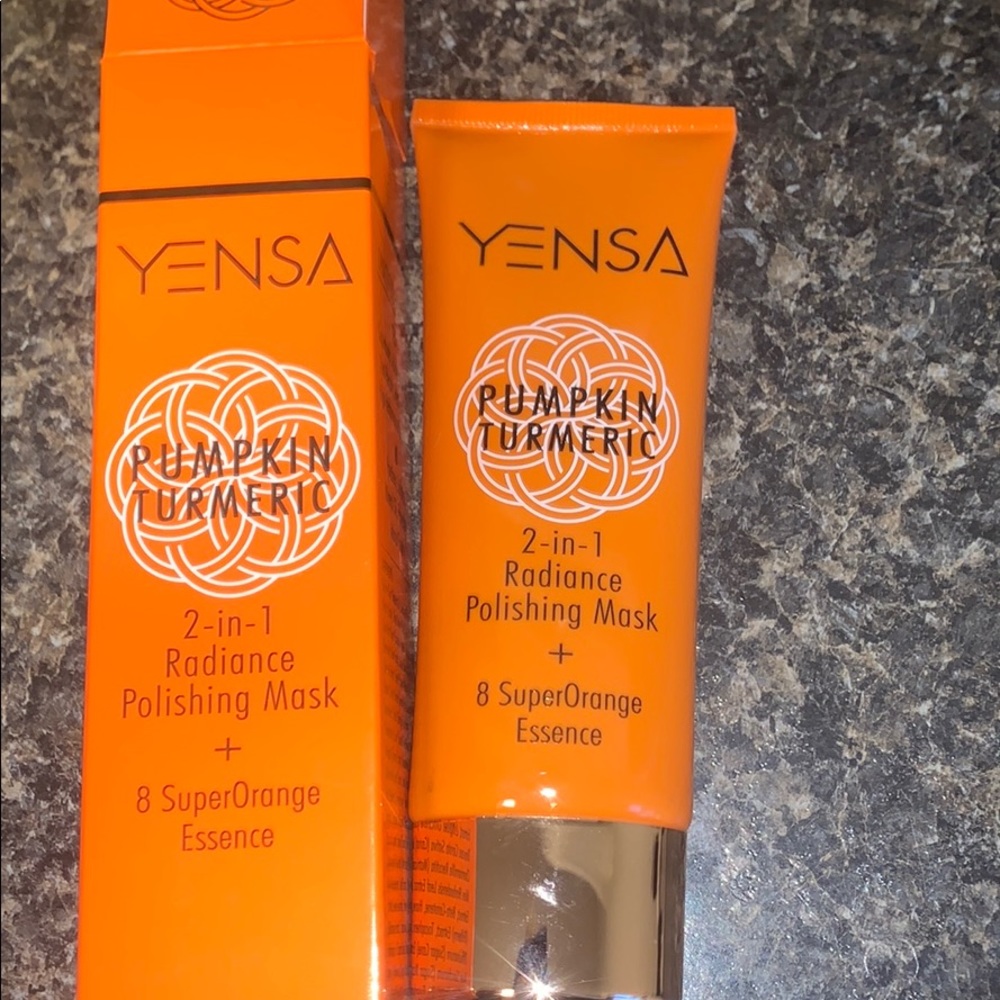 YENSA
PUMPKIN
TURMERIC
2-in-1
Radiance
Polishing Mask
+
8 SuperOrange
Essence
YENSA
PUMPKIN
TURMERIC
2-in-1
Radiance
Polishing Mask
+
8 SuperOrange
Essence